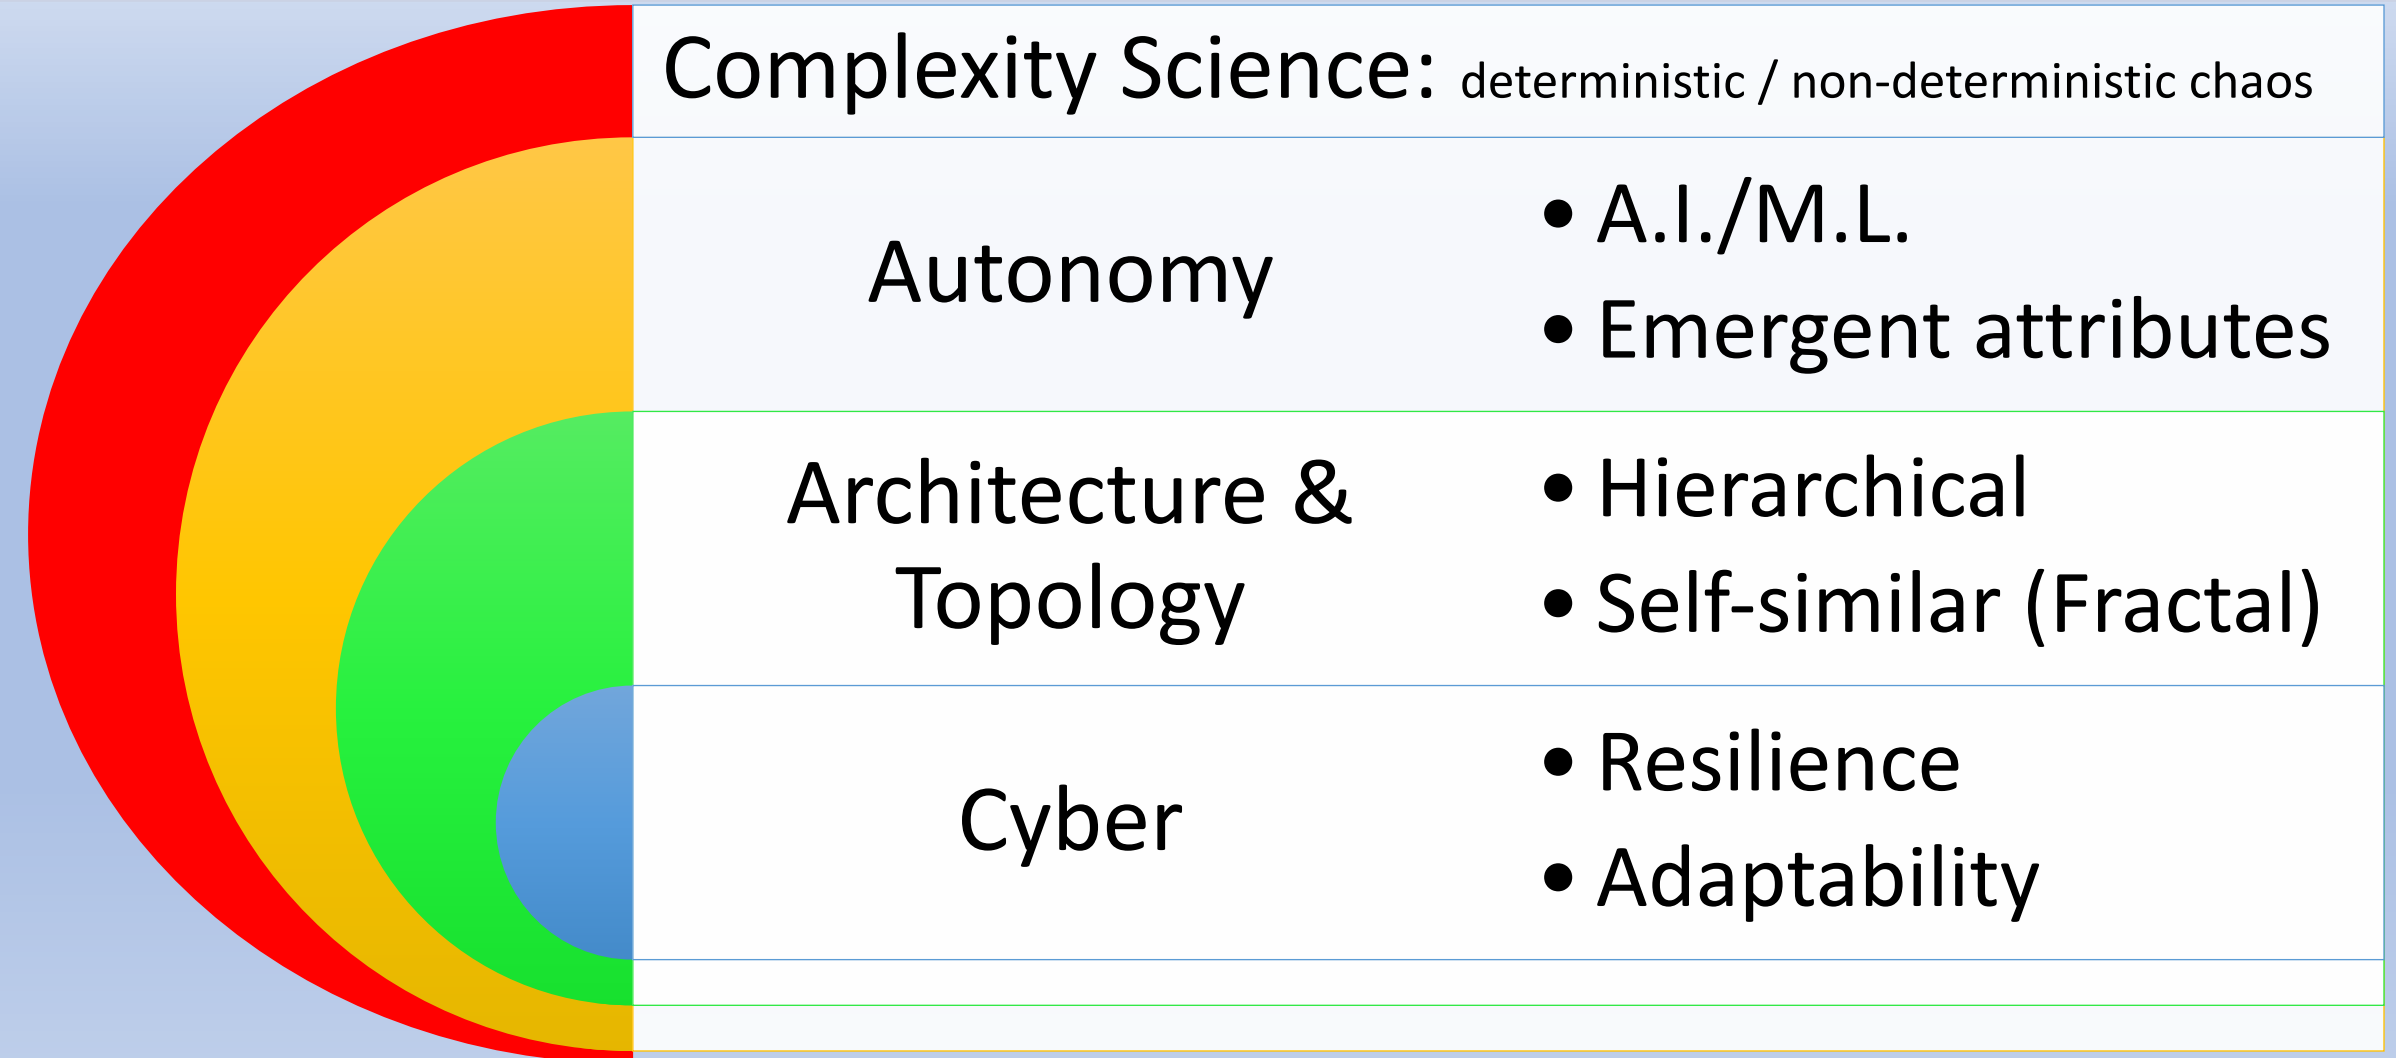 Complexity Science: deterministic / non-deterministic chaos
Autonomy
• A.I./M.L.
• Emergent attributes
Architecture &
Topology
• Hierarchical
• Self-similar (Fractal)
Cyber
• Resilience
• Adaptability